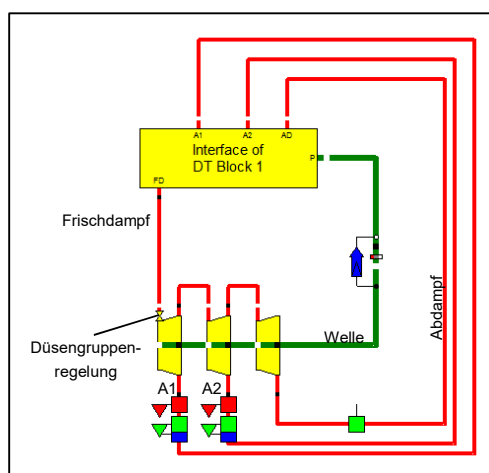 A1
A2
AD
Interface of
DT Block 1
P
FD
Frischdampf
Düsengruppen-
regelung
Welle
Abdampf
A1
A2